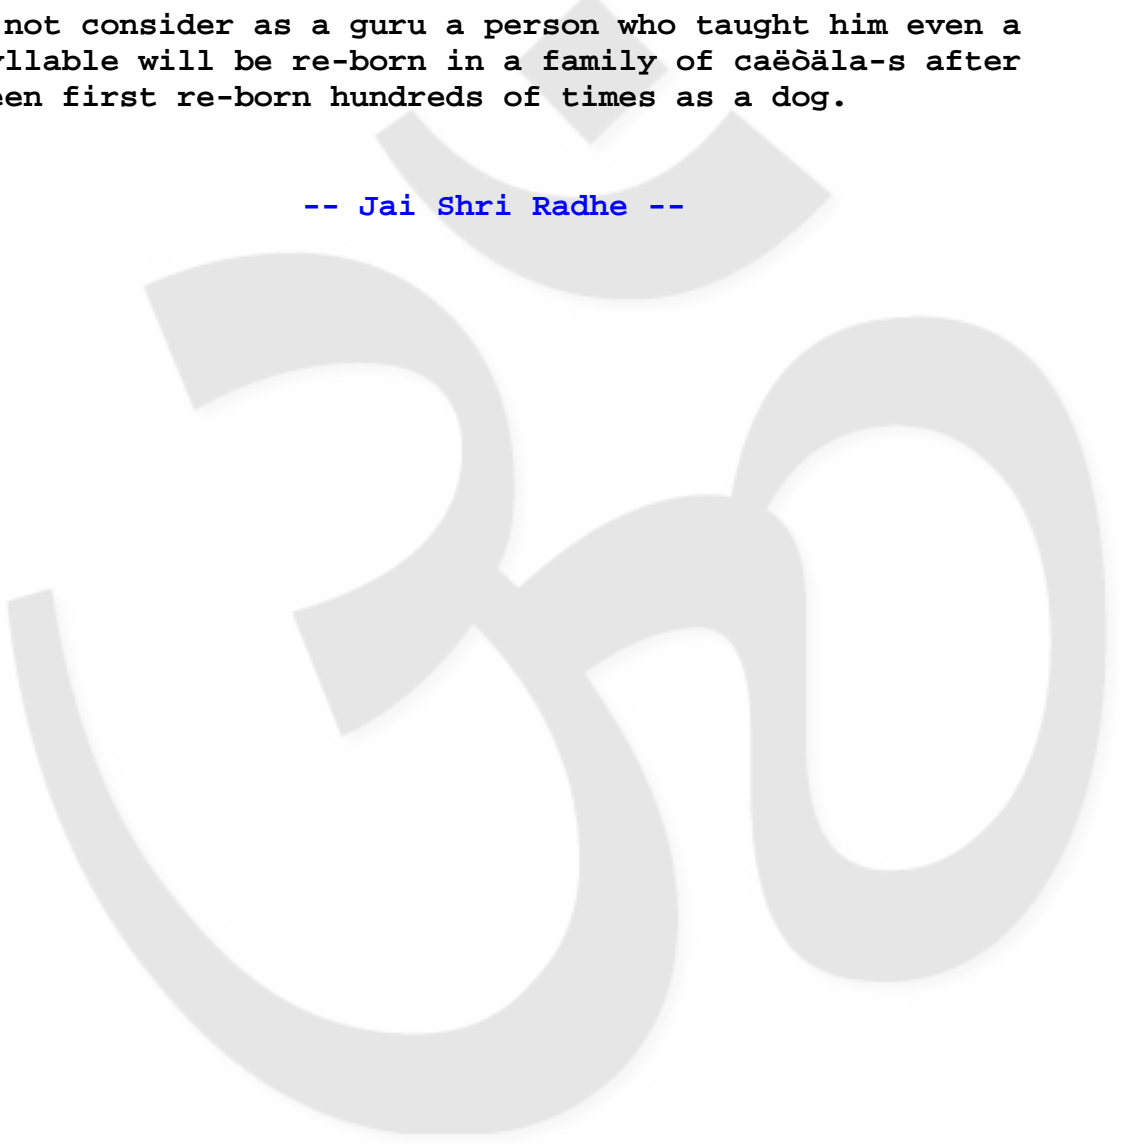 not consider as a guru a person who taught him even a
yllable will be re-born in a family of caëòäla-s after
een first re-born hundreds of times as a dog.
-- Jai Shri Radhe --
ॐ